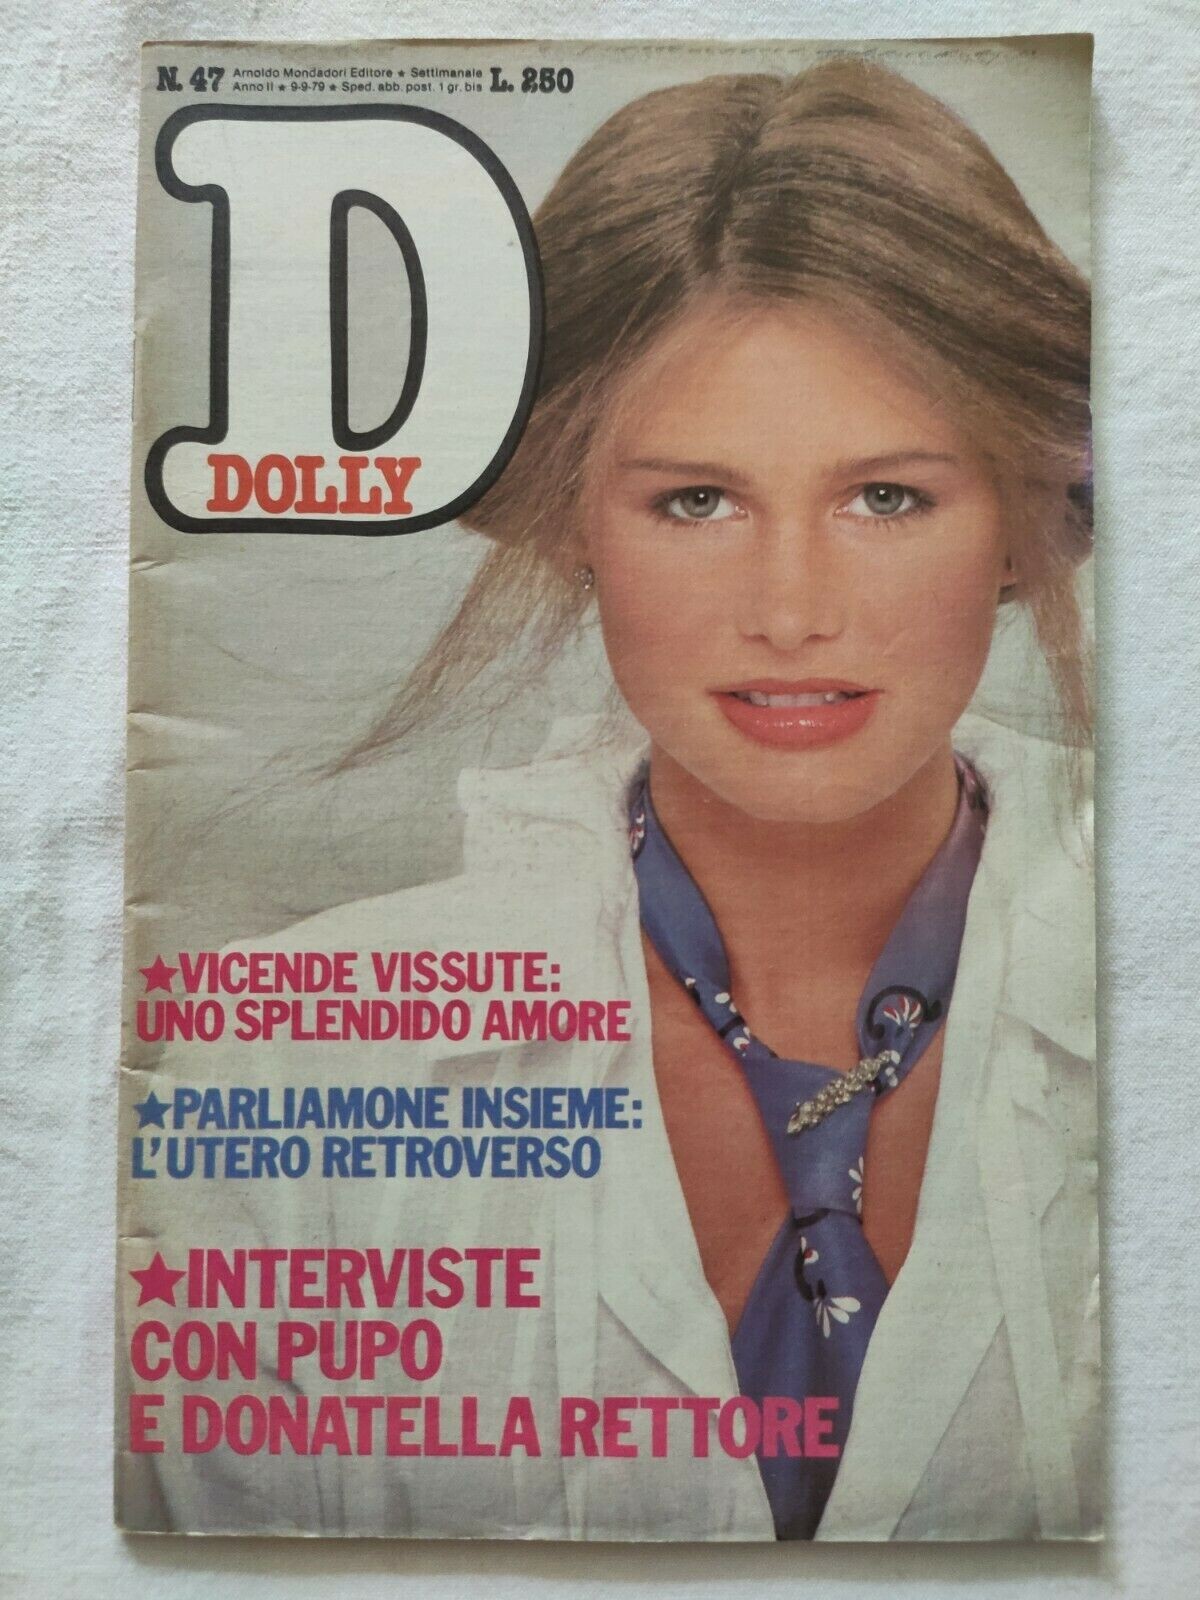 N. 47 Arnoldo Mondadori Editore ★ Settimanale L. 250
Anno II ★ 9-9-79 ★ Sped. abb. post. 1 gr. bis
D
DOLLY
★VICENDE VISSUTE:
UNO SPLENDIDO AMORE
★PARLIAMONE INSIEME:
L'UTERO RETROVERSO
★INTERVISTE
CON PUPO
E DONATELLA RETTORE